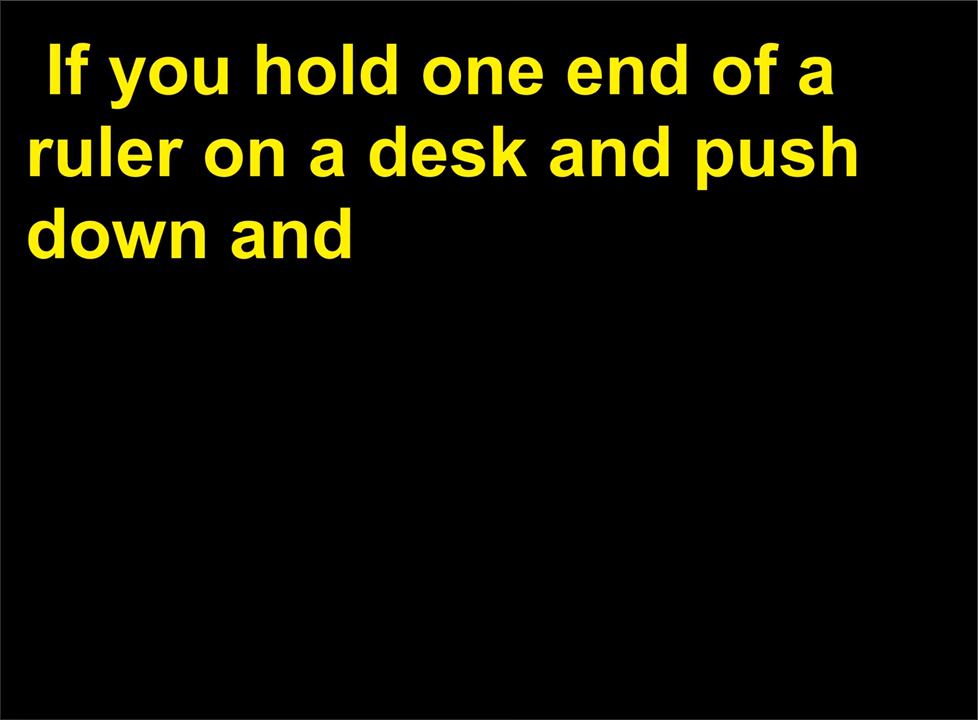 If you hold one end of a
ruler on a desk and push
down and